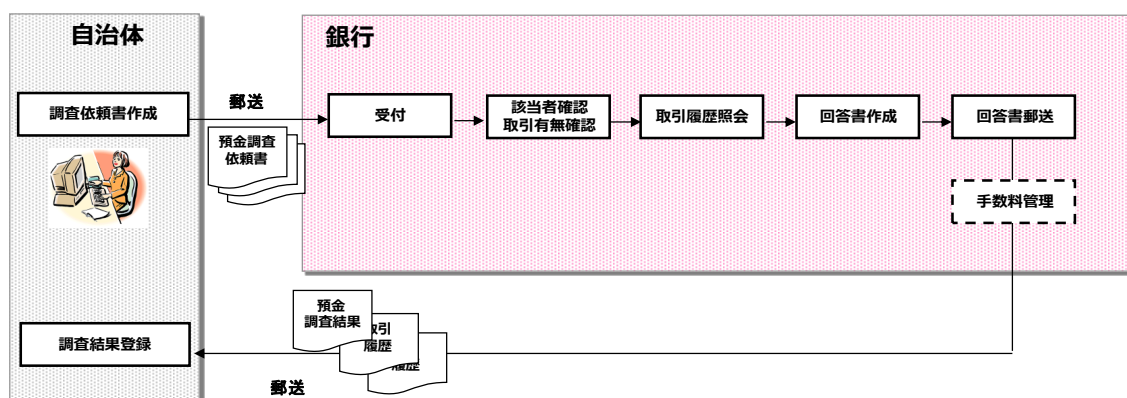 自治体
銀行
調査依頼書作成
郵送
受付
該当者確認
取引有無確認
取引履歴照会
回答書作成
回答書郵送
預金調査
依頼書
手数料管理
預金
調査結果
取引
履歴
履歴
調査結果登録
郵送